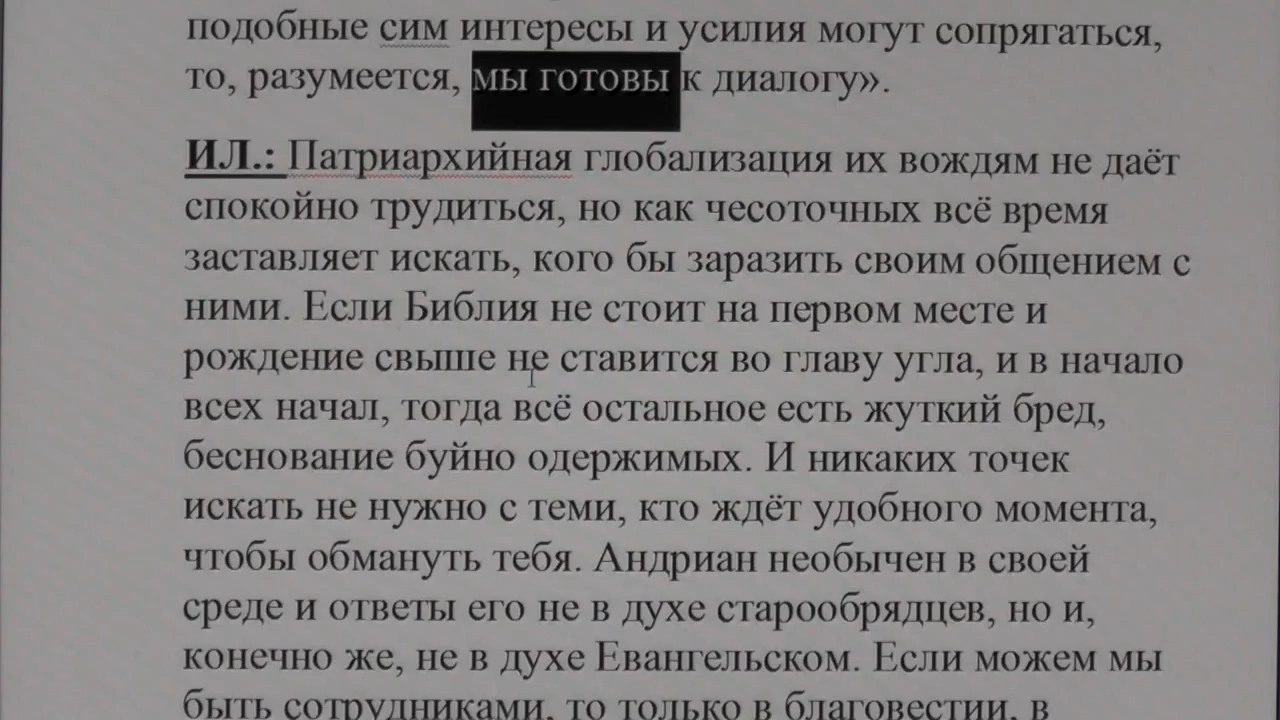 подобные сим интересы и усилия могут сопрягаться,
то, разумеется, мы готовы к диалогу».
ИЛ.: Патриархийная глобализация их вождям не даёт
спокойно трудиться, но как чесоточных всё время
заставляет искать, кого бы заразить своим общением с
ними. Если Библия не стоит на первом месте и
рождение свыше не ставится во главу угла, и в начало
всех начал, тогда всё остальное есть жуткий бред,
беснование буйно одержимых. И никаких точек
искать не нужно с теми, кто ждёт удобного момента,
чтобы обмануть тебя. Андриан необычен в своей
среде и ответы его не в духе старообрядцев, но и,
конечно же, не в духе Евангельском. Если можем мы
быть сотрудниками, то только в благовестии, в